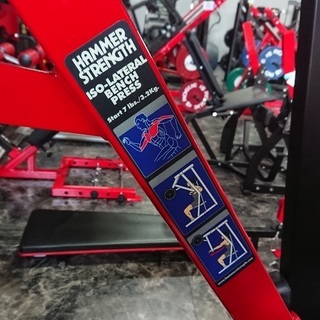 HAMMER
STRENGTH
ISO-LATERAL
BENCH
PRESS
Start 7 lbs./3.2Kg.